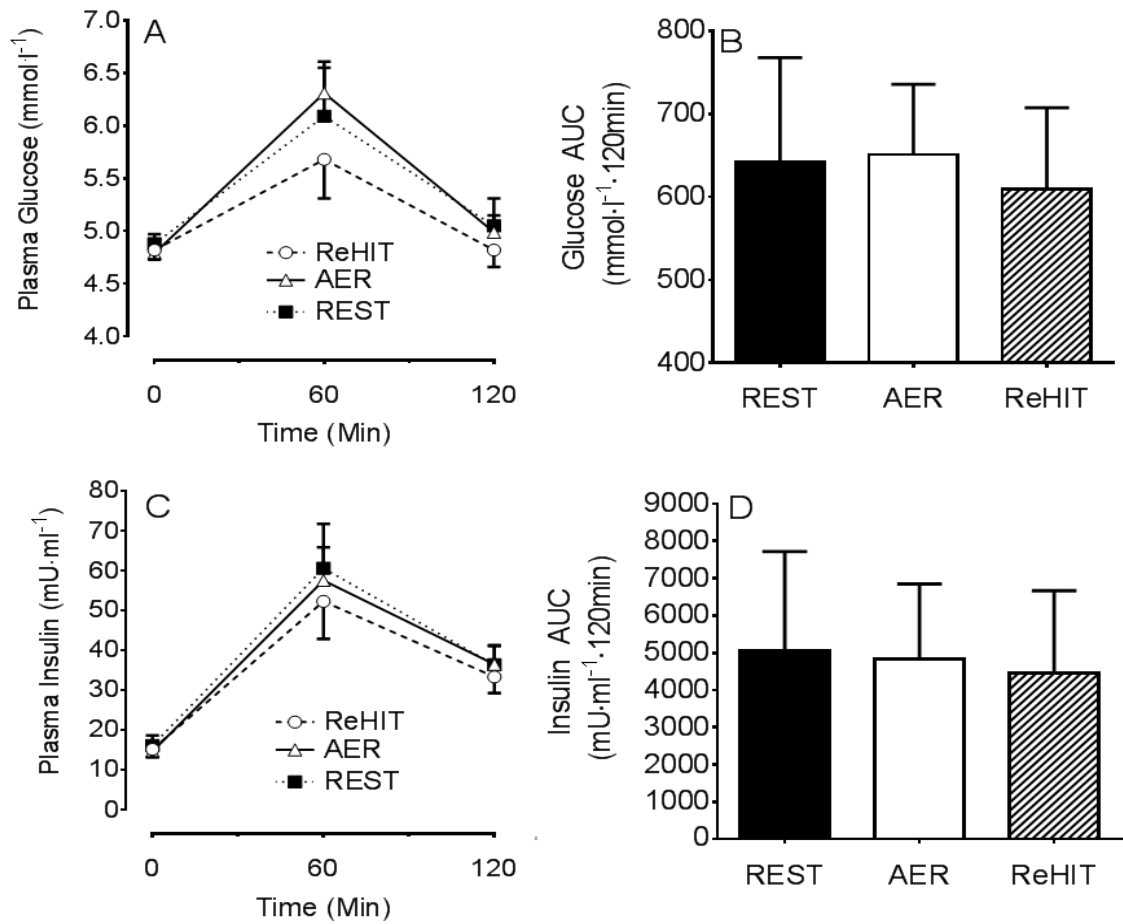 A
Plasma Glucose (mmol·l⁻¹)
7.0
6.5
6.0
5.5
5.0
4.5
4.0
ReHIT
AER
REST
0 60 120
Time (Min)
B
Glucose AUC
(mmol·l⁻¹·120min)
800
700
600
500
400
REST AER ReHIT
C
Plasma Insulin (mU·ml⁻¹)
80
70
60
50
40
30
20
10
0
ReHIT
AER
REST
0 60 120
Time (Min)
D
Insulin AUC
(mU·ml⁻¹·120min)
9000
8000
7000
6000
5000
4000
3000
2000
1000
0
REST AER ReHIT